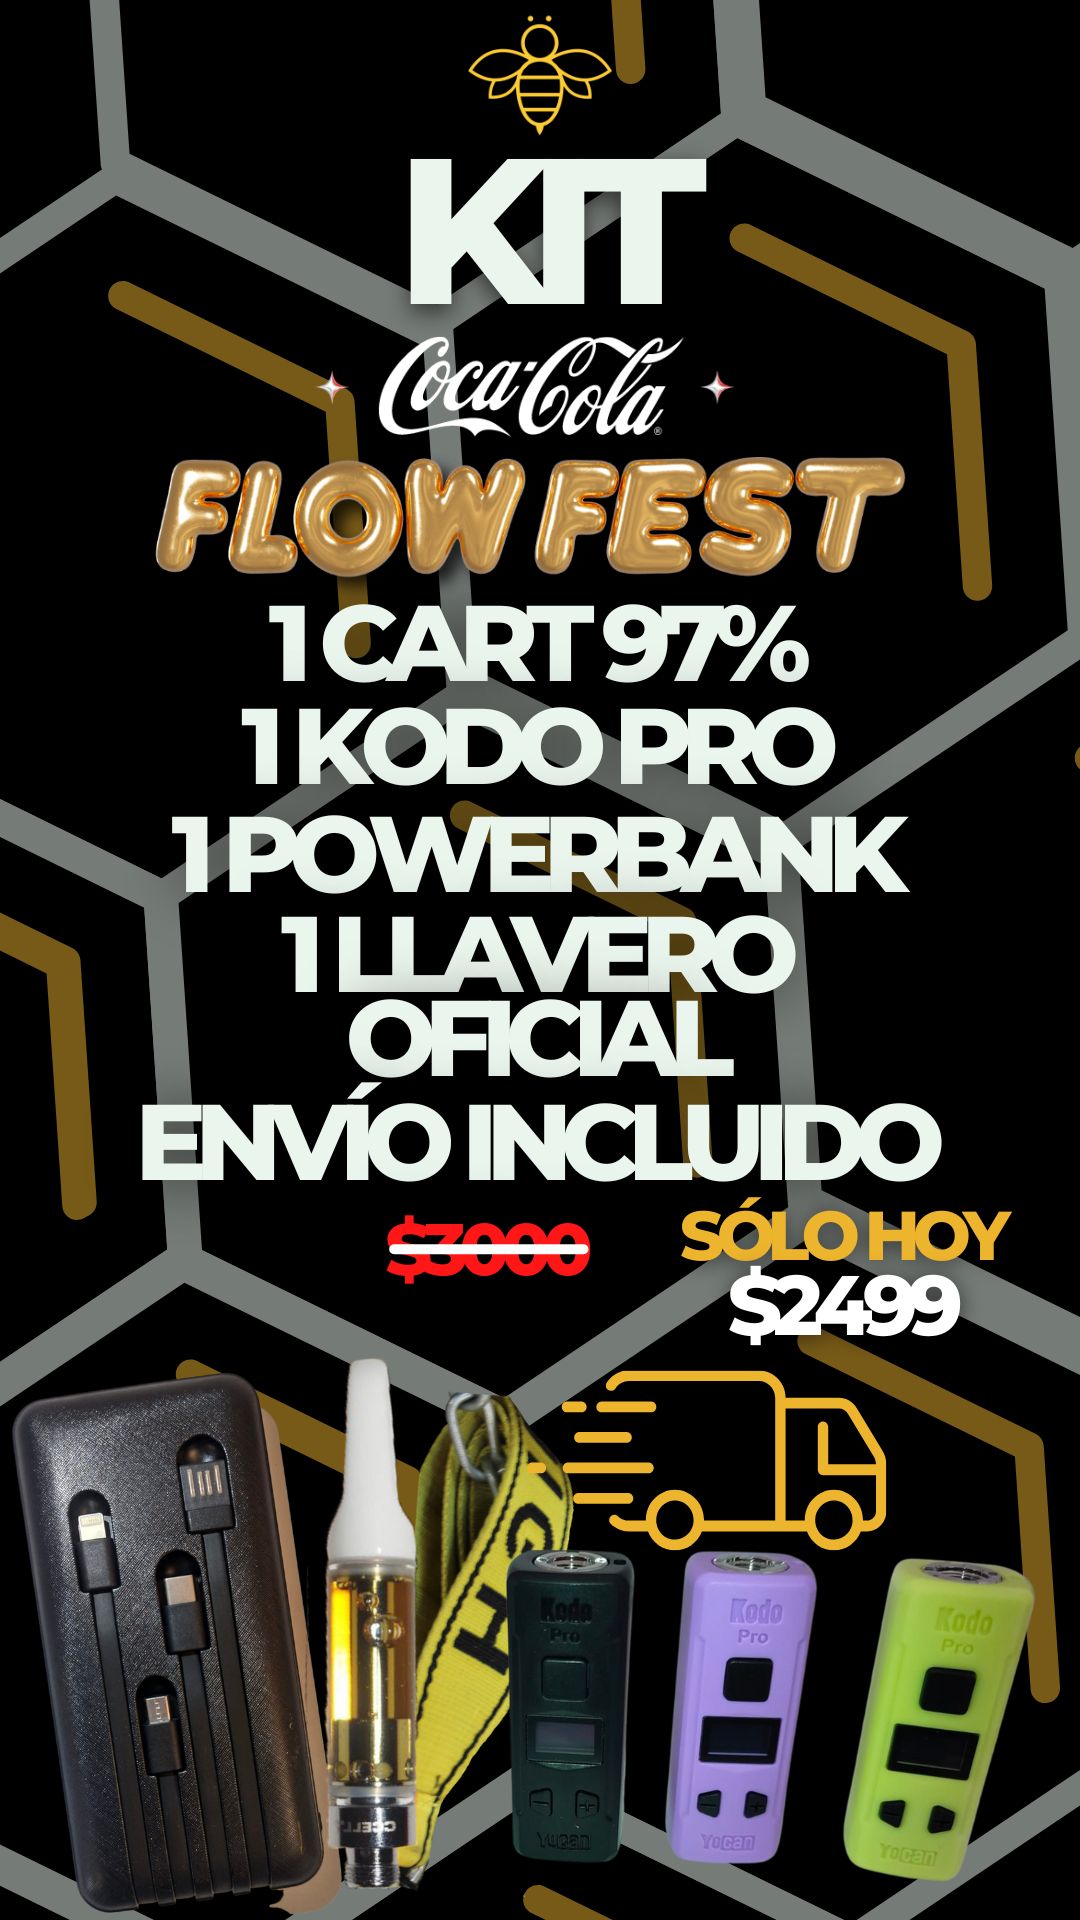 KIT
Coca-Cola®
FLOW FEST
1 CART 97%
1 KODO PRO
1 POWERBANK
1 LLAVERO
OFICIAL
ENVÍO INCLUIDO
$3000
SÓLO HOY
$2499
Kodo
Pro
Yocan
Kodo
Pro
Yocan
Kodo
Pro
Yocan
CCELL